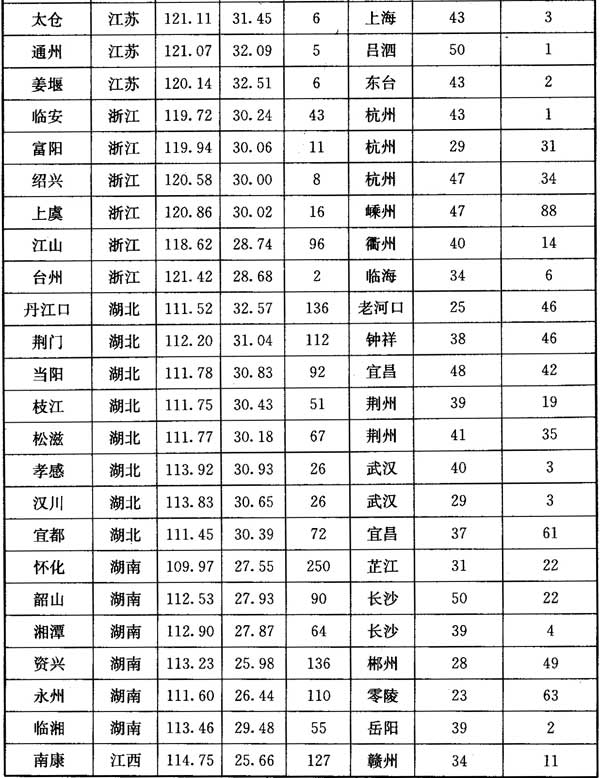 太仓 江苏 121.11 31.45 6 上海 43 3
通州 江苏 121.07 32.09 5 吕泗 50 1
姜堰 江苏 120.14 32.51 6 东台 43 2
临安 浙江 119.72 30.24 43 杭州 43 1
富阳 浙江 119.94 30.06 11 杭州 29 31
绍兴 浙江 120.58 30.00 8 杭州 47 34
上虞 浙江 120.86 30.02 16 嵊州 47 88
江山 浙江 118.62 28.74 96 衢州 40 14
台州 浙江 121.42 28.68 2 临海 34 6
丹江口 湖北 111.52 32.57 136 老河口 25 46
荆门 湖北 112.20 31.04 112 钟祥 38 46
当阳 湖北 111.78 30.83 92 宜昌 48 42
枝江 湖北 111.75 30.43 51 荆州 39 19
松滋 湖北 111.77 30.18 67 荆州 41 35
孝感 湖北 113.92 30.93 26 武汉 40 3
汉川 湖北 113.83 30.65 26 武汉 29 3
宜都 湖北 111.45 30.39 72 宜昌 37 61
怀化 湖南 109.97 27.55 250 芷江 31 22
韶山 湖南 112.53 27.93 90 长沙 50 22
湘潭 湖南 112.90 27.87 64 长沙 39 4
资兴 湖南 113.23 25.98 136 郴州 28 49
永州 湖南 111.60 26.44 110 零陵 23 63
临湘 湖南 113.46 29.48 55 岳阳 39 2
南康 江西 114.75 25.66 127 赣州 34 11